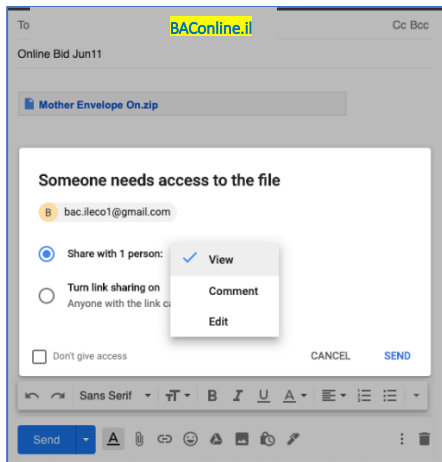 To BAConline.il Cc Bcc
Online Bid Jun11
Mother Envelope On.zip
Someone needs access to the file
B bac.ileco1@gmail.com
Share with 1 person:
View
Turn link sharing on
Comment
Anyone with the link ca
Edit
Don't give access CANCEL SEND
Sans Serif B I U A
Send A